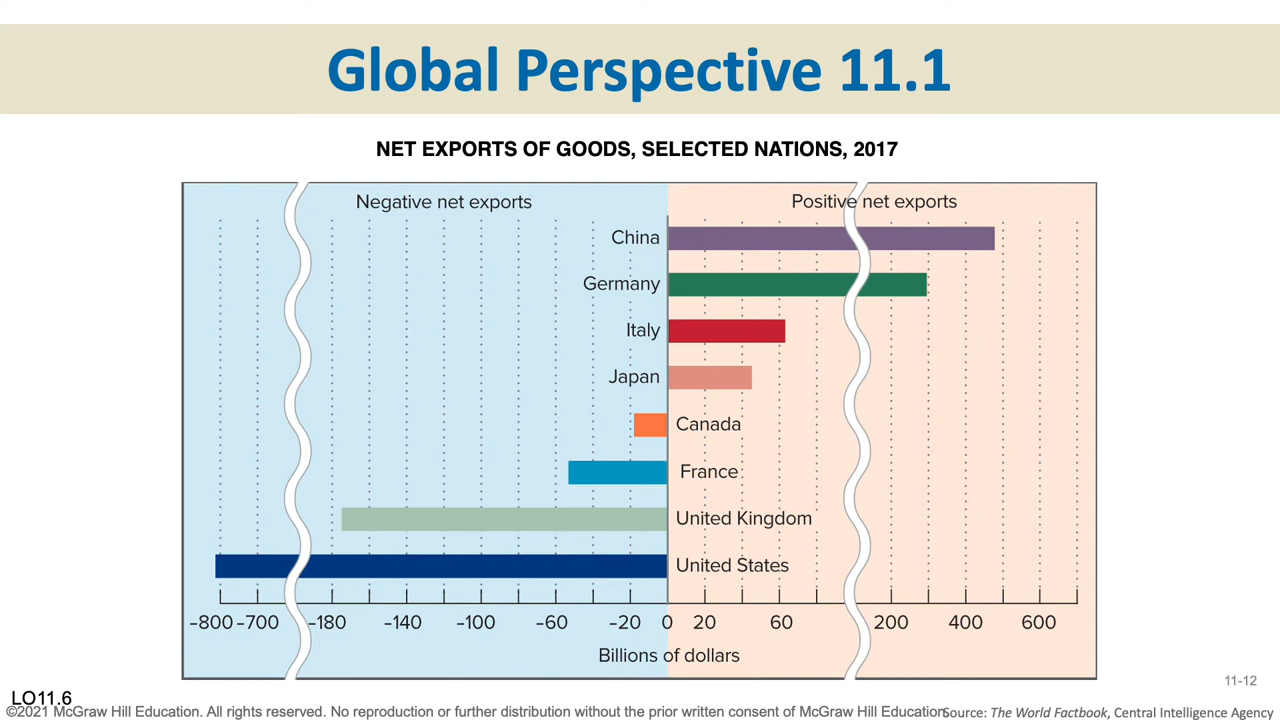 Global Perspective 11.1
NET EXPORTS OF GOODS, SELECTED NATIONS, 2017
Negative net exports
Positive net exports
China
Germany
Italy
Japan
Canada
France
United Kingdom
United States
–800 –700 –180 –140 –100 –60 –20 0 20 60 200 400 600
Billions of dollars
11-12
LO11.6
©2021 McGraw Hill Education. All rights reserved. No reproduction or further distribution without the prior written consent of McGraw Hill Education.
Source: The World Factbook, Central Intelligence Agency